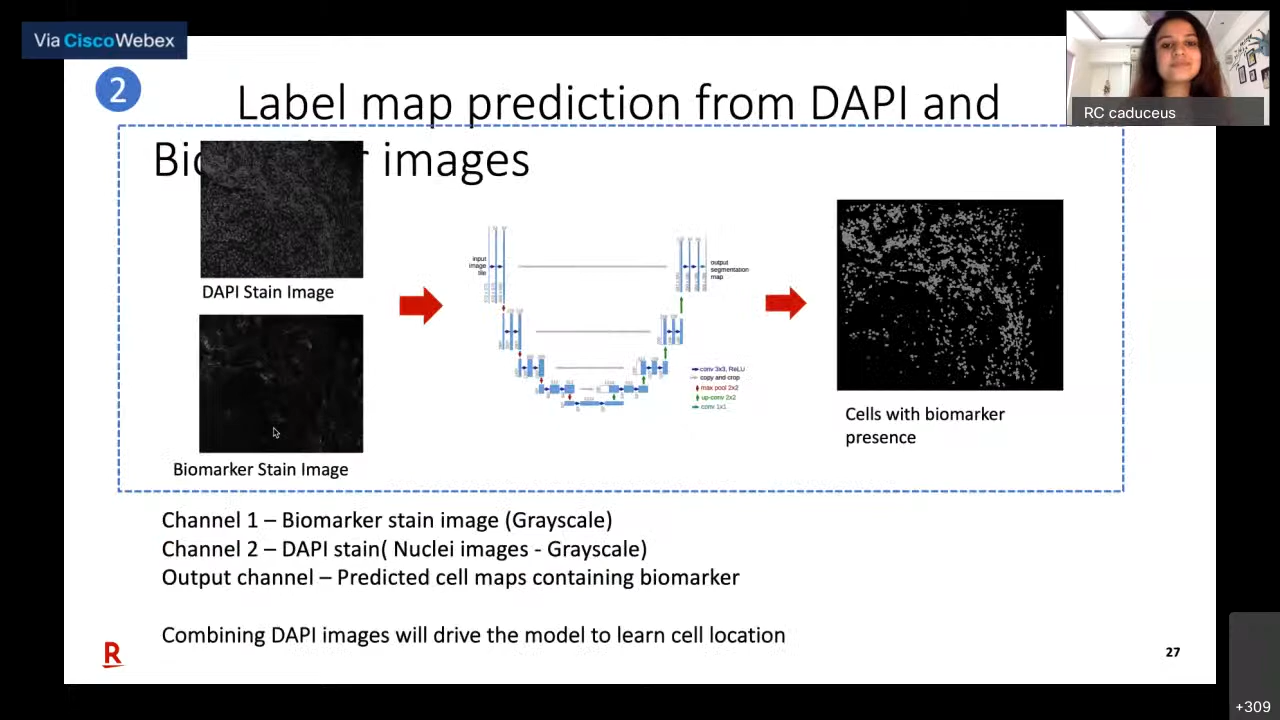 Via CiscoWebex
RC caduceus
2
Label map prediction from DAPI and
images
DAPI Stain Image
Biomarker Stain Image
input
image
tile
output
segmentation
map
conv 3x3, ReLU
copy and crop
max pool 2x2
up-conv 2x2
conv 1x1
Cells with biomarker
presence
Channel 1 – Biomarker stain image (Grayscale)
Channel 2 – DAPI stain( Nuclei images - Grayscale)
Output channel – Predicted cell maps containing biomarker
Combining DAPI images will drive the model to learn cell location
R
27
+309